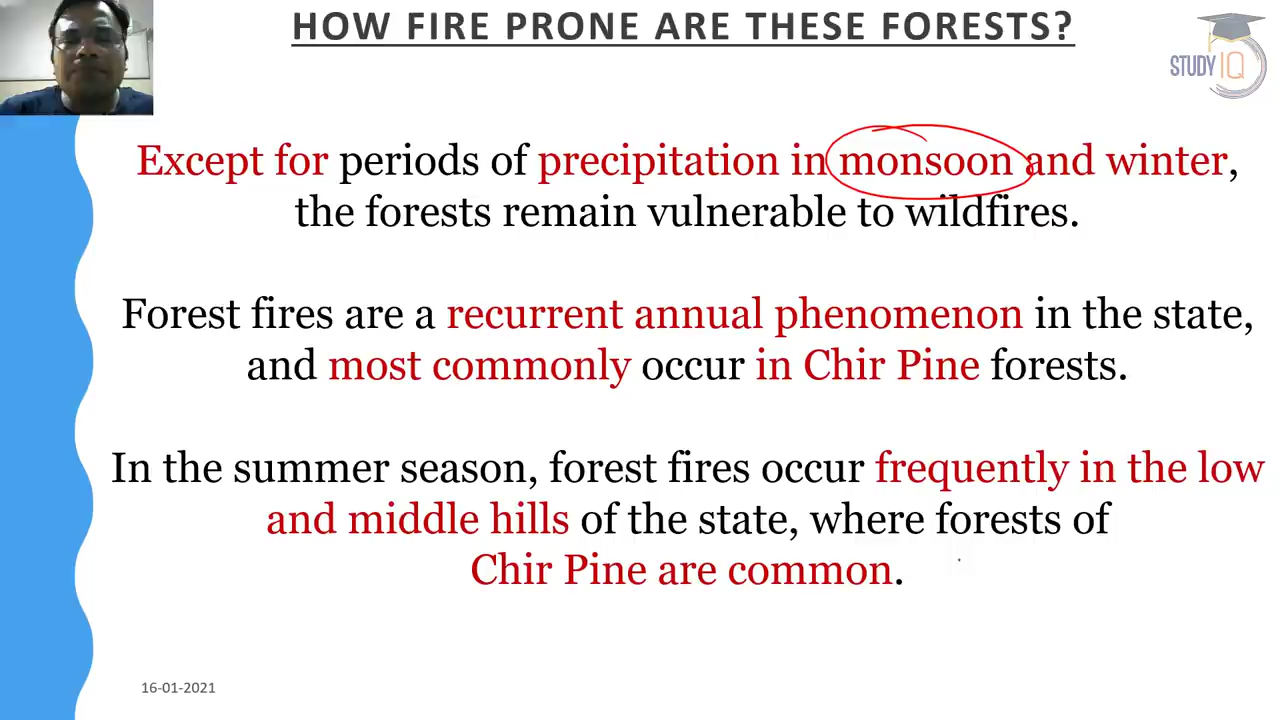 HOW FIRE PRONE ARE THESE FORESTS?
STUDY IQ
Except for periods of precipitation in monsoon and winter,
the forests remain vulnerable to wildfires.
Forest fires are a recurrent annual phenomenon in the state,
and most commonly occur in Chir Pine forests.
In the summer season, forest fires occur frequently in the low
and middle hills of the state, where forests of
Chir Pine are common.
16-01-2021